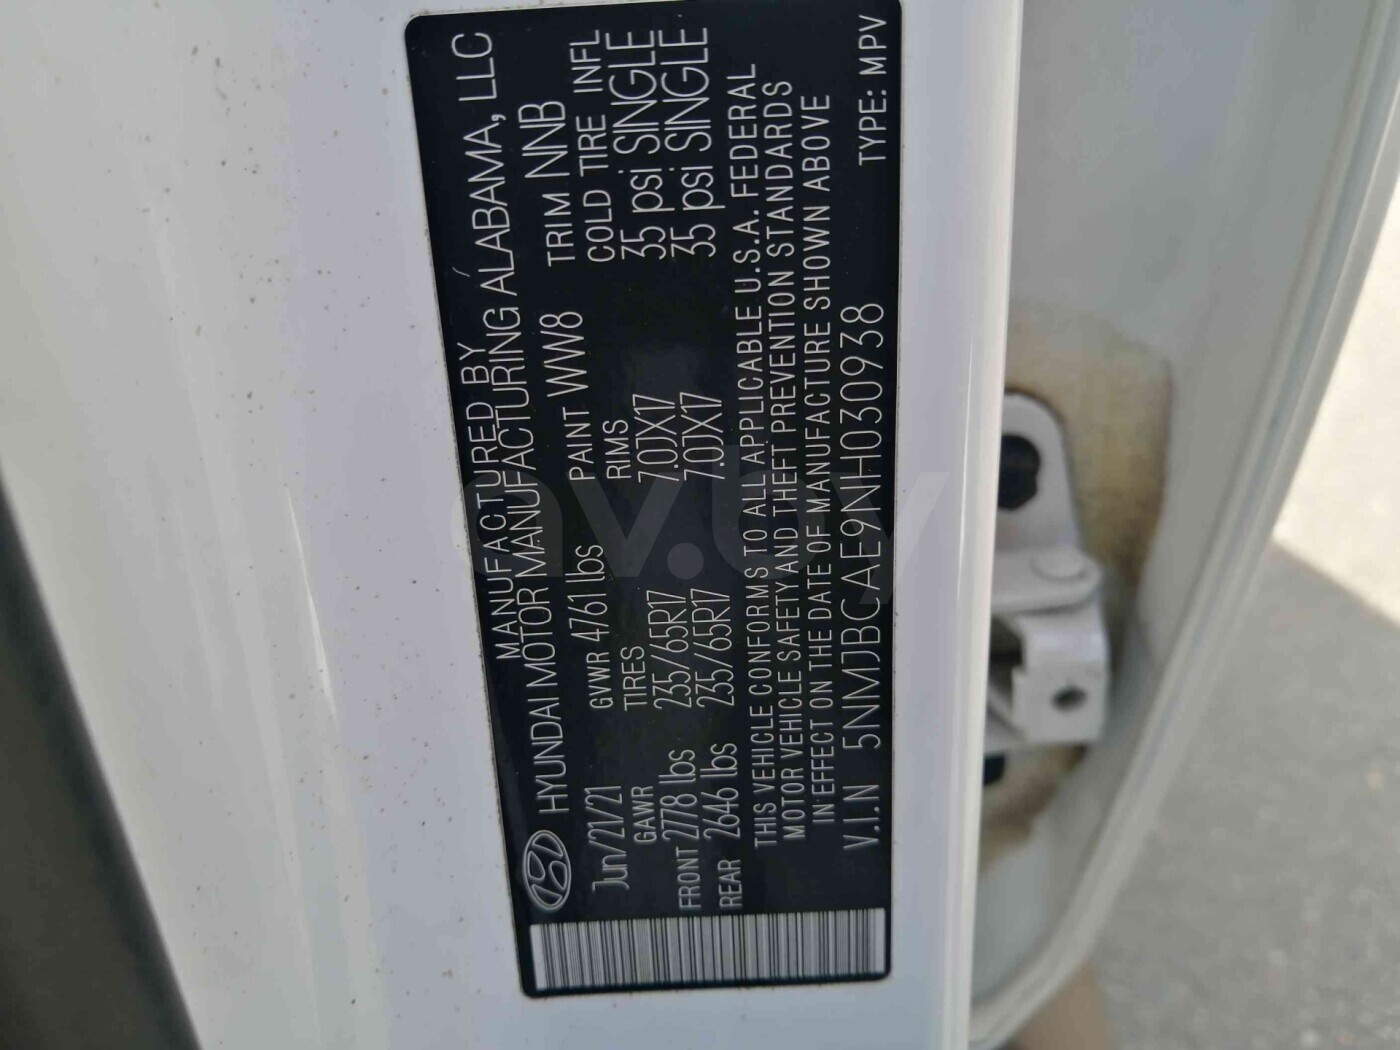 MANUFACTURED BY
HYUNDAI MOTOR MANUFACTURING ALABAMA, LLC
Jun/21/21 GVWR 4761 lbs PAINT WW8 TRIM NNB
GAWR TIRES RIMS COLD TIRE INFL
FRONT 2778 lbs 235/65R17 7.0JX17 35 psi SINGLE
REAR 2646 lbs 235/65R17 7.0JX17 35 psi SINGLE
THIS VEHICLE CONFORMS TO ALL APPLICABLE U.S.A. FEDERAL
MOTOR VEHICLE SAFETY AND THEFT PREVENTION STANDARDS
IN EFFECT ON THE DATE OF MANUFACTURE SHOWN ABOVE
V.I.N 5NMJBCAE9NH030938 TYPE: MPV
av.by